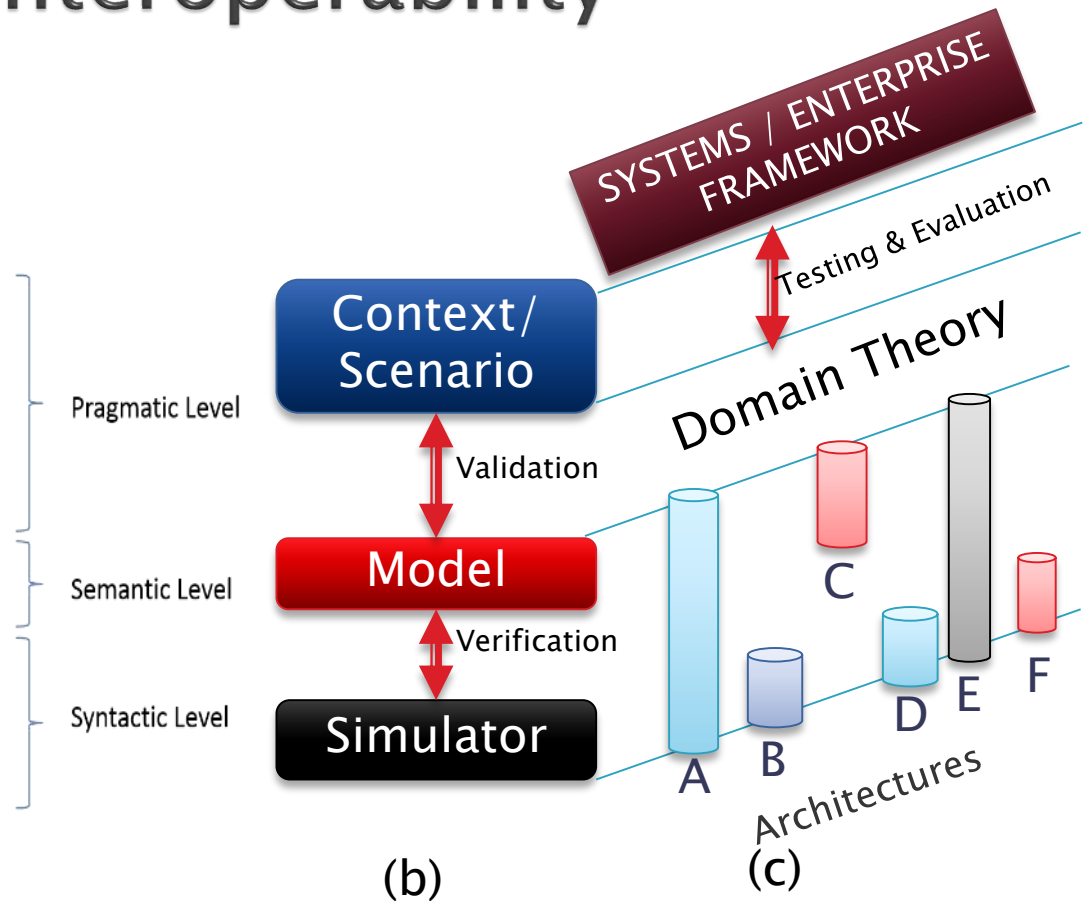 nteroperability
SYSTEMS / ENTERPRISE
FRAMEWORK
Testing & Evaluation
Context/
Scenario
Domain Theory
Pragmatic Level
Validation
Model
C
Semantic Level
Verification
Simulator
Syntactic Level
A
B
D
E
F
Architectures
(b)
(c)